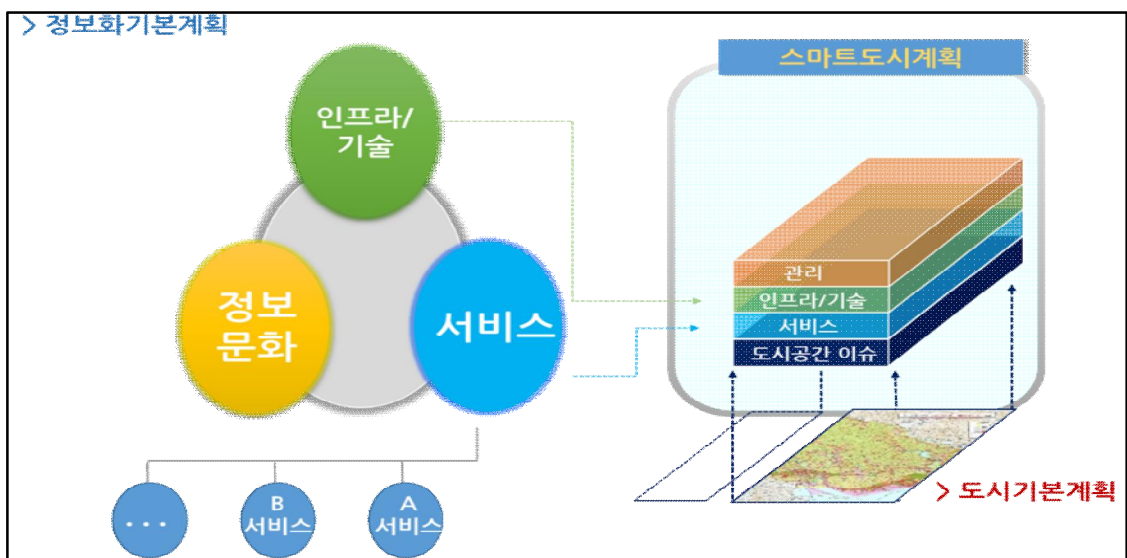 > 정보화기본계획
스마트도시계획
인프라/
기술
정보
문화
서비스
관리
인프라/기술
서비스
도시공간 이슈
> 도시기본계획
...
B
서비스
A
서비스